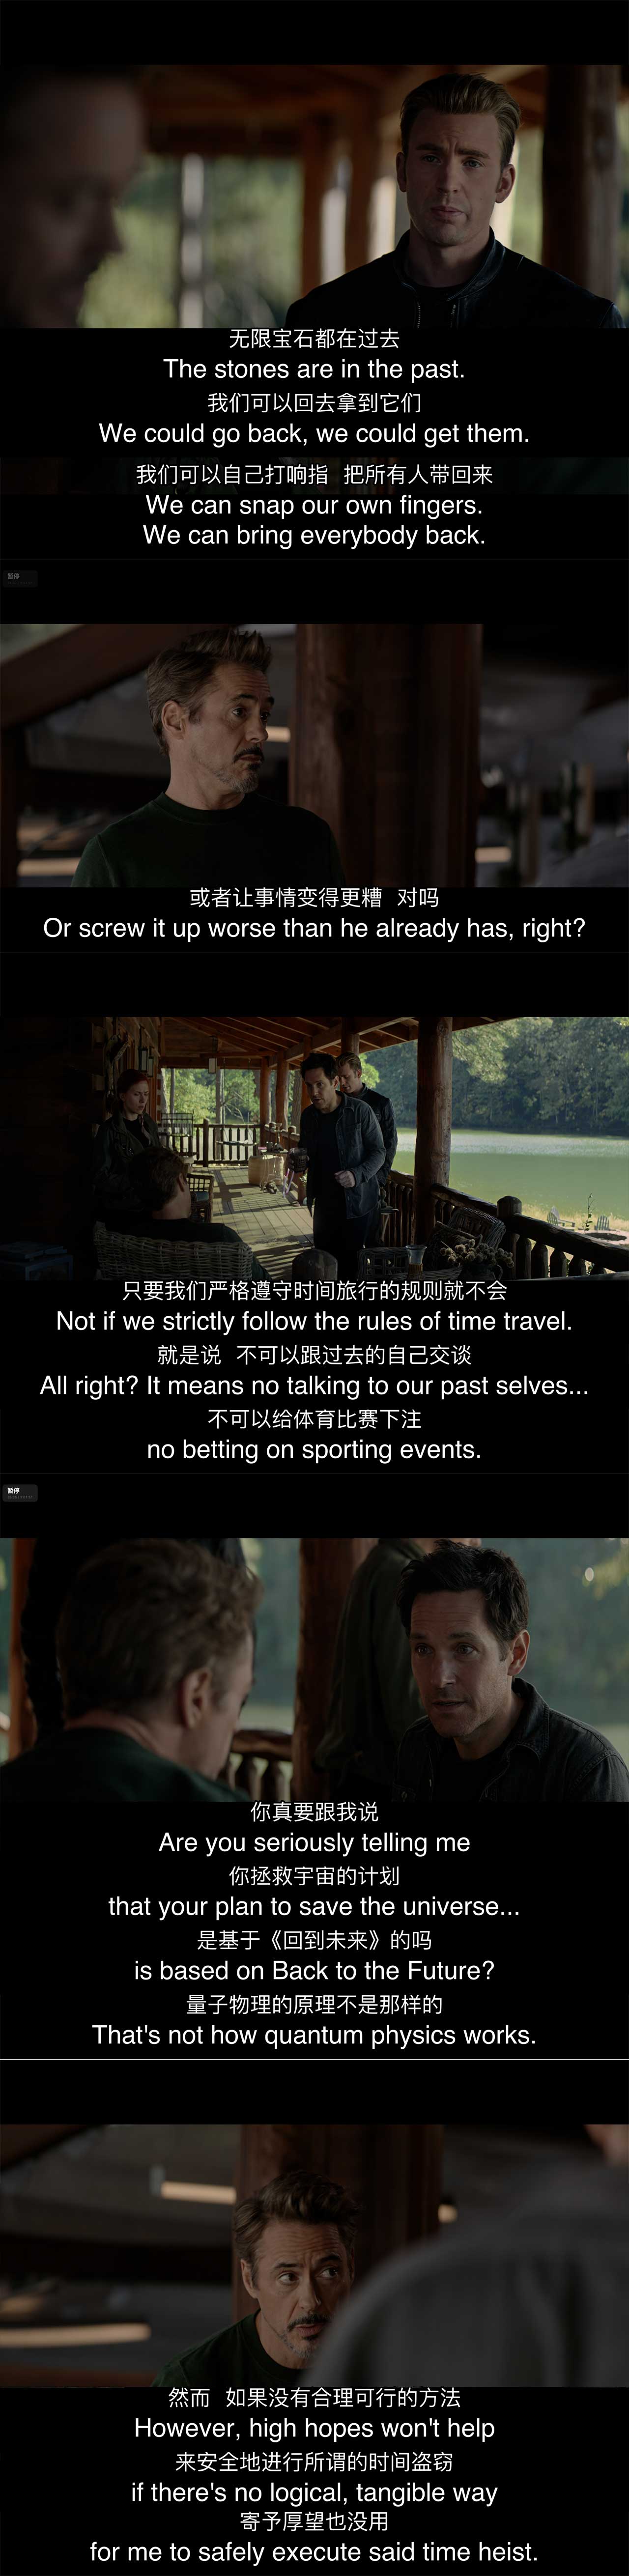 无限宝石都在过去
The stones are in the past.
我们可以回去拿到它们
We could go back, we could get them.
我们可以自己打响指 把所有人带回来
We can snap our own fingers.
We can bring everybody back.
暂停
或者让事情变得更糟 对吗
Or screw it up worse than he already has, right?
只要我们严格遵守时间旅行的规则就不会
Not if we strictly follow the rules of time travel.
就是说 不可以跟过去的自己交谈
All right? It means no talking to our past selves...
不可以给体育比赛下注
no betting on sporting events.
暂停
你真要跟我说
Are you seriously telling me
你拯救宇宙的计划
that your plan to save the universe...
是基于《回到未来》的吗
is based on Back to the Future?
量子物理的原理不是那样的
That's not how quantum physics works.
然而 如果没有合理可行的方法
However, high hopes won't help
来安全地进行所谓的时间盗窃
if there's no logical, tangible way
寄予厚望也没用
for me to safely execute said time heist.